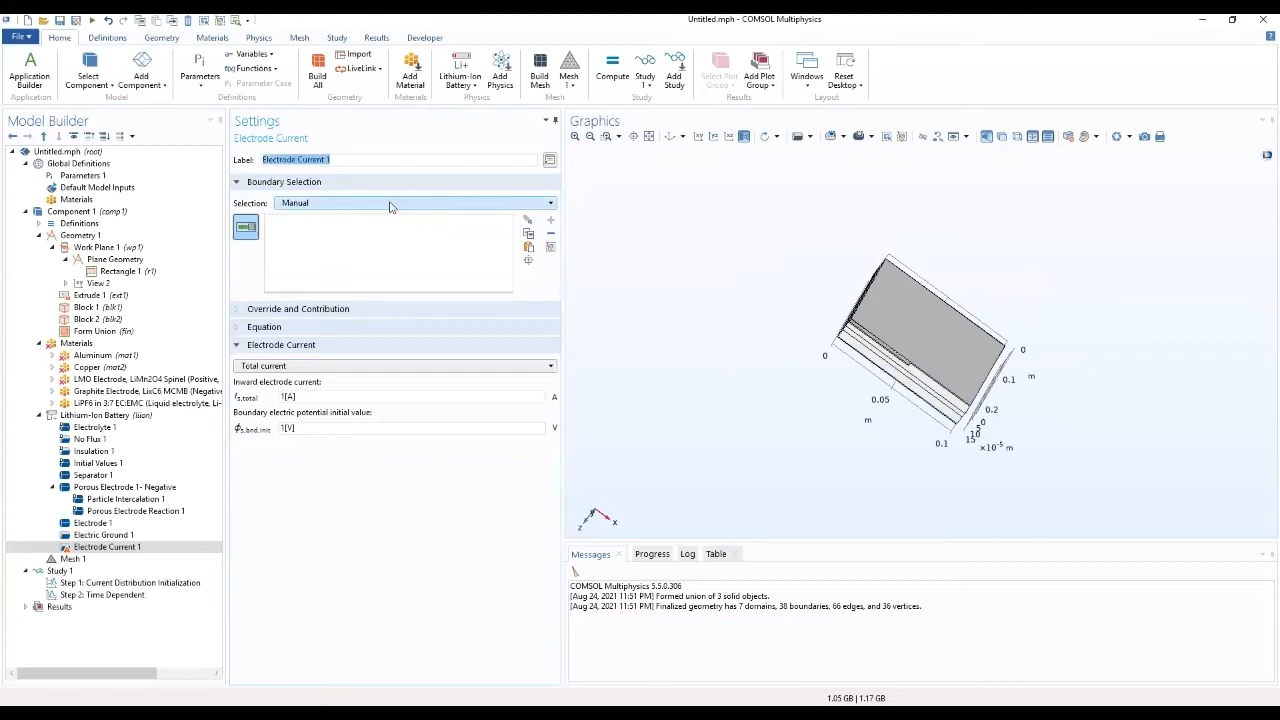 Untitled.mph - COMSOL Multiphysics
File
Home
Definitions
Geometry
Materials
Physics
Mesh
Study
Results
Developer
Application Builder
Select Component
Add Component
Parameters
a= Variables
f(x) Functions
Parameter Case
Build All
Import
LiveLink
Add Material
Lithium-Ion Battery
Add Physics
Build Mesh
Mesh 1
Compute
Study 1
Add Study
Select Plot Group
Add Plot Group
Windows
Reset Desktop
Application
Model
Definitions
Geometry
Materials
Physics
Mesh
Study
Results
Layout
Model Builder
Untitled.mph (root)
Global Definitions
Parameters 1
Default Model Inputs
Materials
Component 1 (comp1)
Definitions
Geometry 1
Work Plane 1 (wp1)
Plane Geometry
Rectangle 1 (r1)
View 2
Extrude 1 (ext1)
Block 1 (blk1)
Block 2 (blk2)
Form Union (fin)
Materials
Aluminum (mat1)
Copper (mat2)
LMO Electrode, LiMn2O4 Spinel (Positive,
Graphite Electrode, LixC6 MCMB (Negative
LiPF6 in 3:7 EC:EMC (Liquid electrolyte, Li-
Lithium-Ion Battery (liion)
Electrolyte 1
No Flux 1
Insulation 1
Initial Values 1
Separator 1
Porous Electrode 1- Negative
Particle Intercalation 1
Porous Electrode Reaction 1
Electrode 1
Electric Ground 1
Electrode Current 1
Mesh 1
Study 1
Step 1: Current Distribution Initialization
Step 2: Time Dependent
Results
Settings
Electrode Current
Label: Electrode Current 1
Boundary Selection
Selection: Manual
Override and Contribution
Equation
Electrode Current
Total current
Inward electrode current:
Is,total 1[A] A
Boundary electric potential initial value:
ϕs,bnd,init 1[V] V
Graphics
0
0
0.1 m
0.05
0.2
m
5 0
10
0.1 15 ×10⁻⁵ m
y
z x
Messages
Progress
Log
Table
COMSOL Multiphysics 5.5.0.306
[Aug 24, 2021 11:51 PM] Formed union of 3 solid objects.
[Aug 24, 2021 11:51 PM] Finalized geometry has 7 domains, 38 boundaries, 66 edges, and 36 vertices.
1.05 GB | 1.17 GB